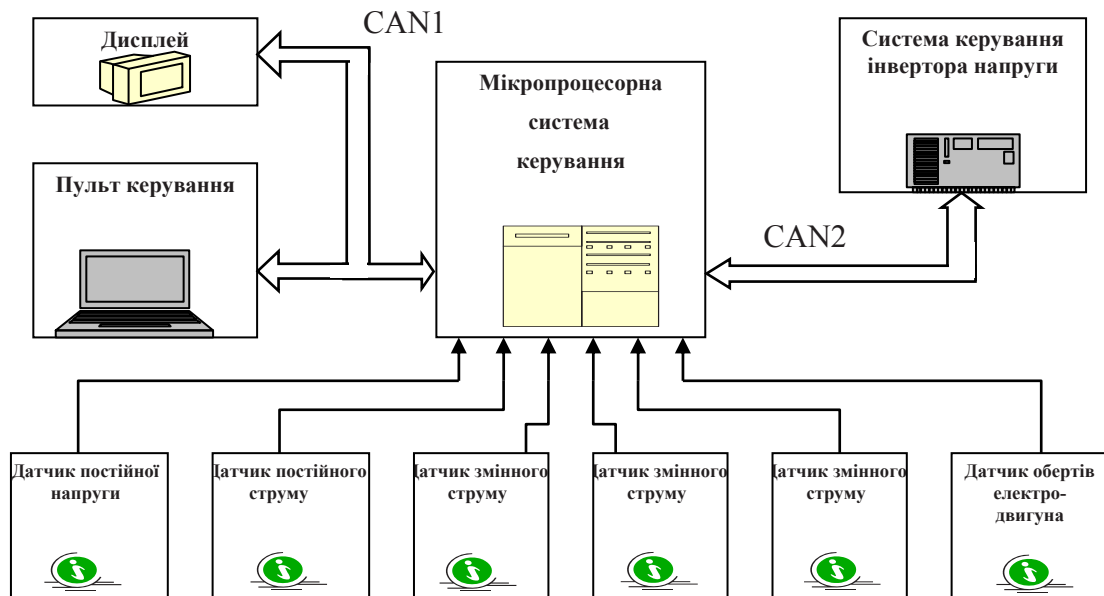 CAN1
Дисплей
Система керування
інвертора напруги
Мікропроцесорна
система
керування
Пульт керування
CAN2
Датчик постійної
напруги
Датчик постійного
струму
Датчик змінного
струму
Датчик змінного
струму
Датчик змінного
струму
Датчик обертів
електро-
двигуна